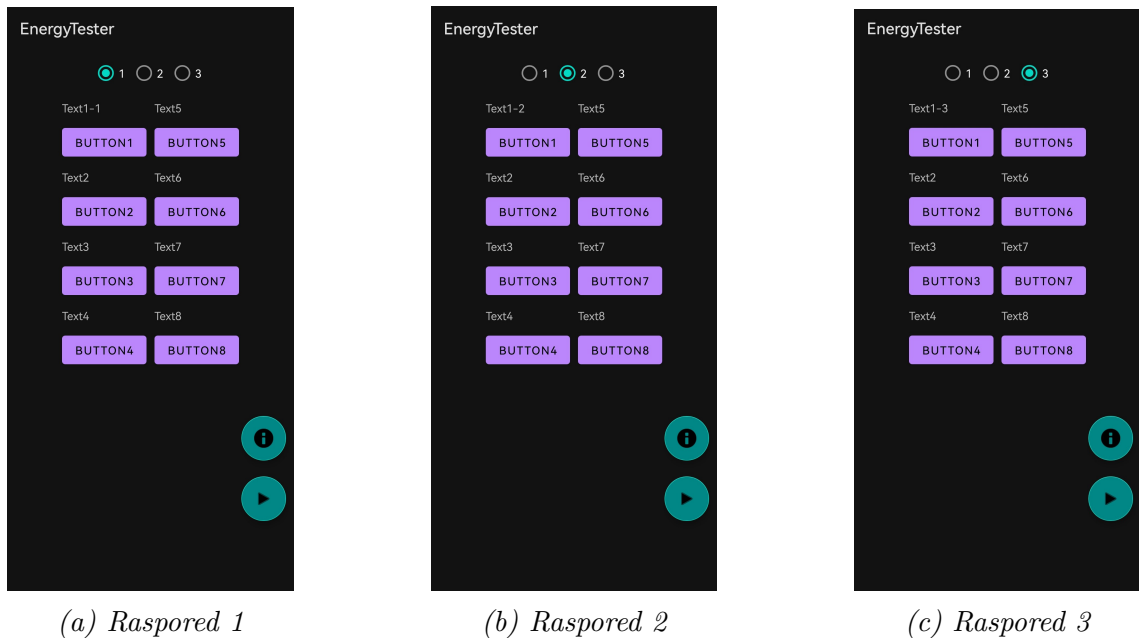 EnergyTester
1 2 3
Text1-1 Text5
BUTTON1 BUTTON5
Text2 Text6
BUTTON2 BUTTON6
Text3 Text7
BUTTON3 BUTTON7
Text4 Text8
BUTTON4 BUTTON8
(a) Raspored 1
EnergyTester
1 2 3
Text1-2 Text5
BUTTON1 BUTTON5
Text2 Text6
BUTTON2 BUTTON6
Text3 Text7
BUTTON3 BUTTON7
Text4 Text8
BUTTON4 BUTTON8
(b) Raspored 2
EnergyTester
1 2 3
Text1-3 Text5
BUTTON1 BUTTON5
Text2 Text6
BUTTON2 BUTTON6
Text3 Text7
BUTTON3 BUTTON7
Text4 Text8
BUTTON4 BUTTON8
(c) Raspored 3